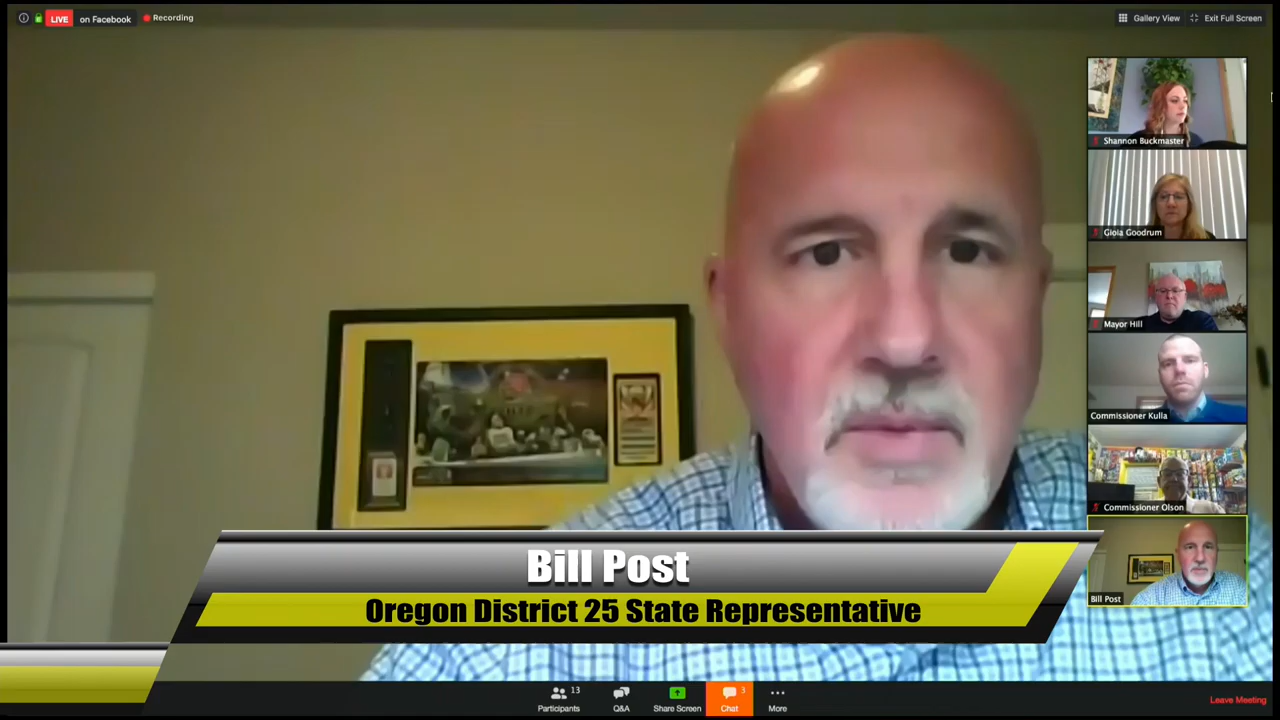 LIVE on Facebook Recording
Gallery View Exit Full Screen
Shannon Buckmaster
Gioia Goodrum
Mayor Hill
Commissioner Kulla
Commissioner Olson
Bill Post
Bill Post
Oregon District 25 State Representative
13
3
Participants
Q&A
Share Screen
Chat
More
Leave Meeting